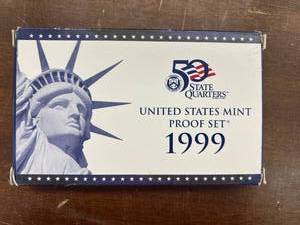 50
STATE
QUARTERS
UNITED STATES MINT
PROOF SET®
1999